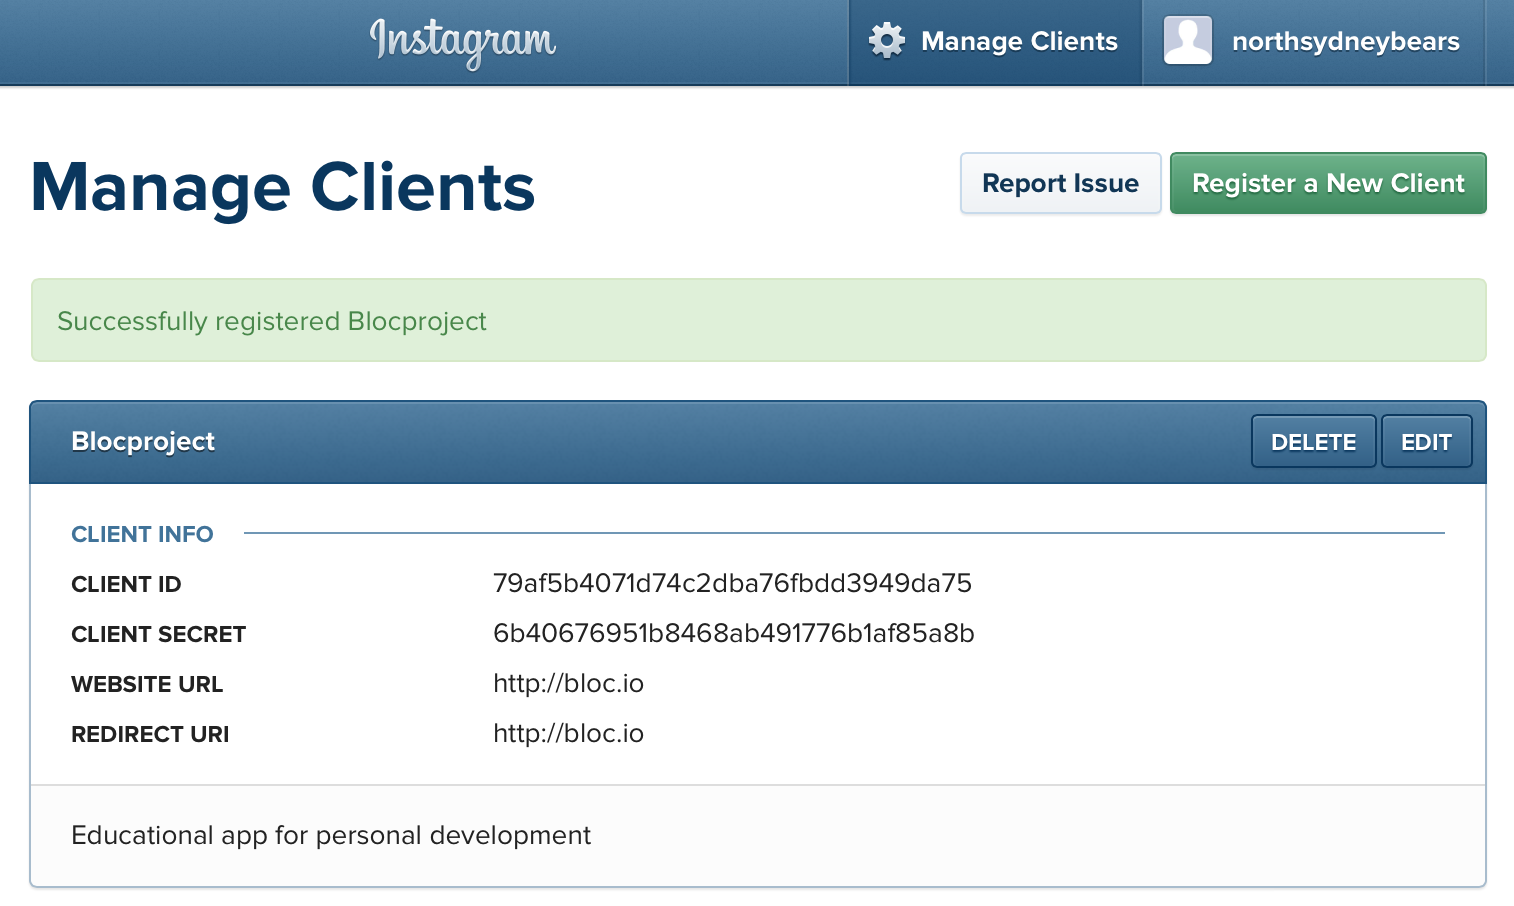 Instagram
Manage Clients
northsydneybears
Manage Clients
Report Issue
Register a New Client
Successfully registered Blocproject
Blocproject
DELETE
EDIT
CLIENT INFO
CLIENT ID 79af5b4071d74c2dba76fbdd3949da75
CLIENT SECRET 6b40676951b8468ab491776b1af85a8b
WEBSITE URL http://bloc.io
REDIRECT URI http://bloc.io
Educational app for personal development